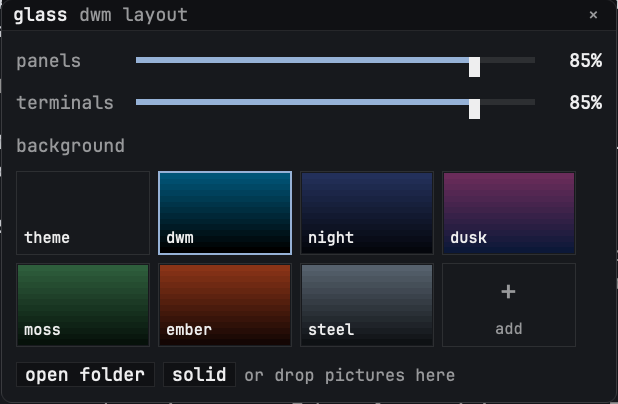 glass dwm layout ×
panels 85%
terminals 85%
background
theme dwm night dusk
moss ember steel + add
open folder solid or drop pictures here